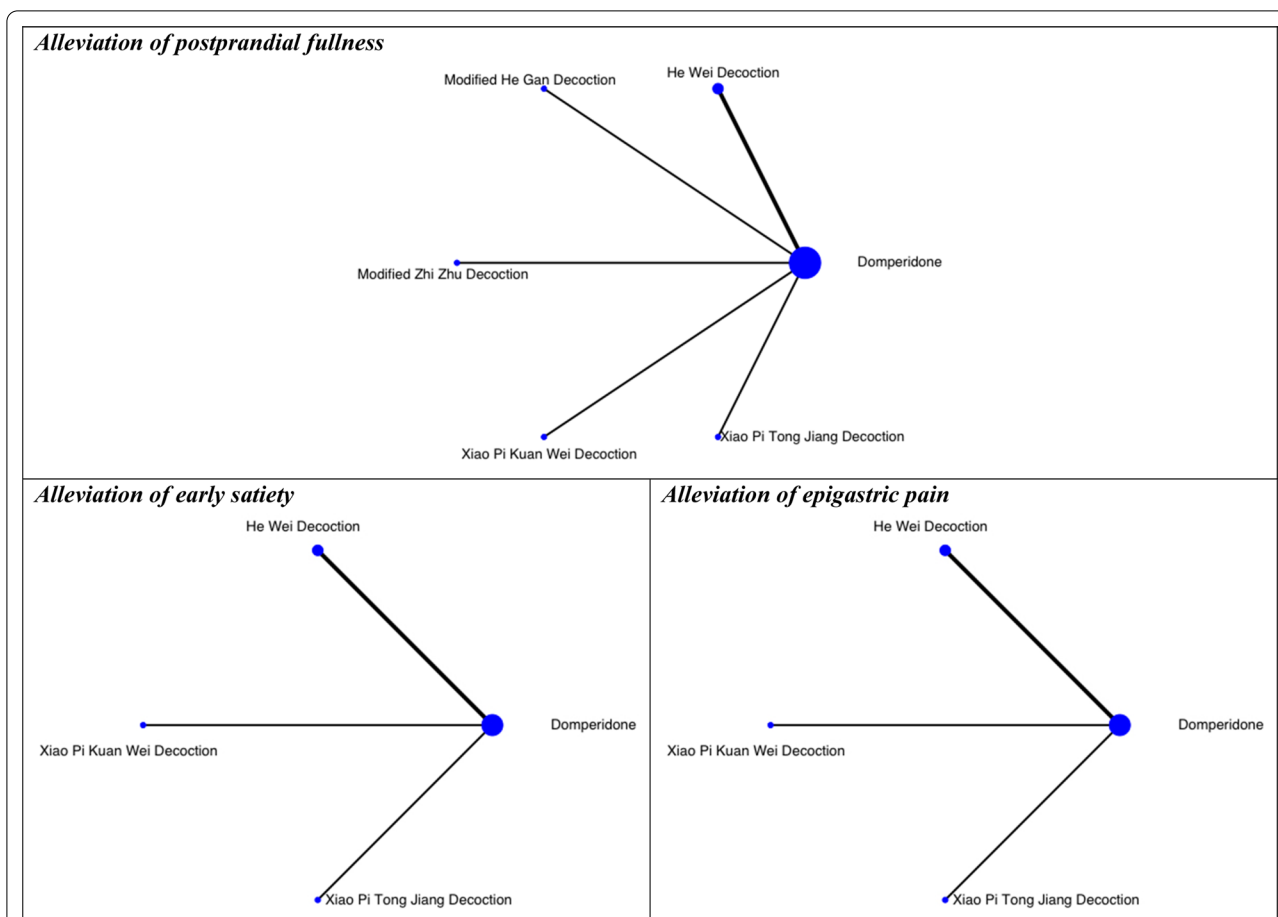 Alleviation of postprandial fullness
Modified He Gan Decoction
He Wei Decoction
Domperidone
Modified Zhi Zhu Decoction
Xiao Pi Kuan Wei Decoction
Xiao Pi Tong Jiang Decoction
Alleviation of early satiety
He Wei Decoction
Domperidone
Xiao Pi Kuan Wei Decoction
Xiao Pi Tong Jiang Decoction
Alleviation of epigastric pain
He Wei Decoction
Domperidone
Xiao Pi Kuan Wei Decoction
Xiao Pi Tong Jiang Decoction